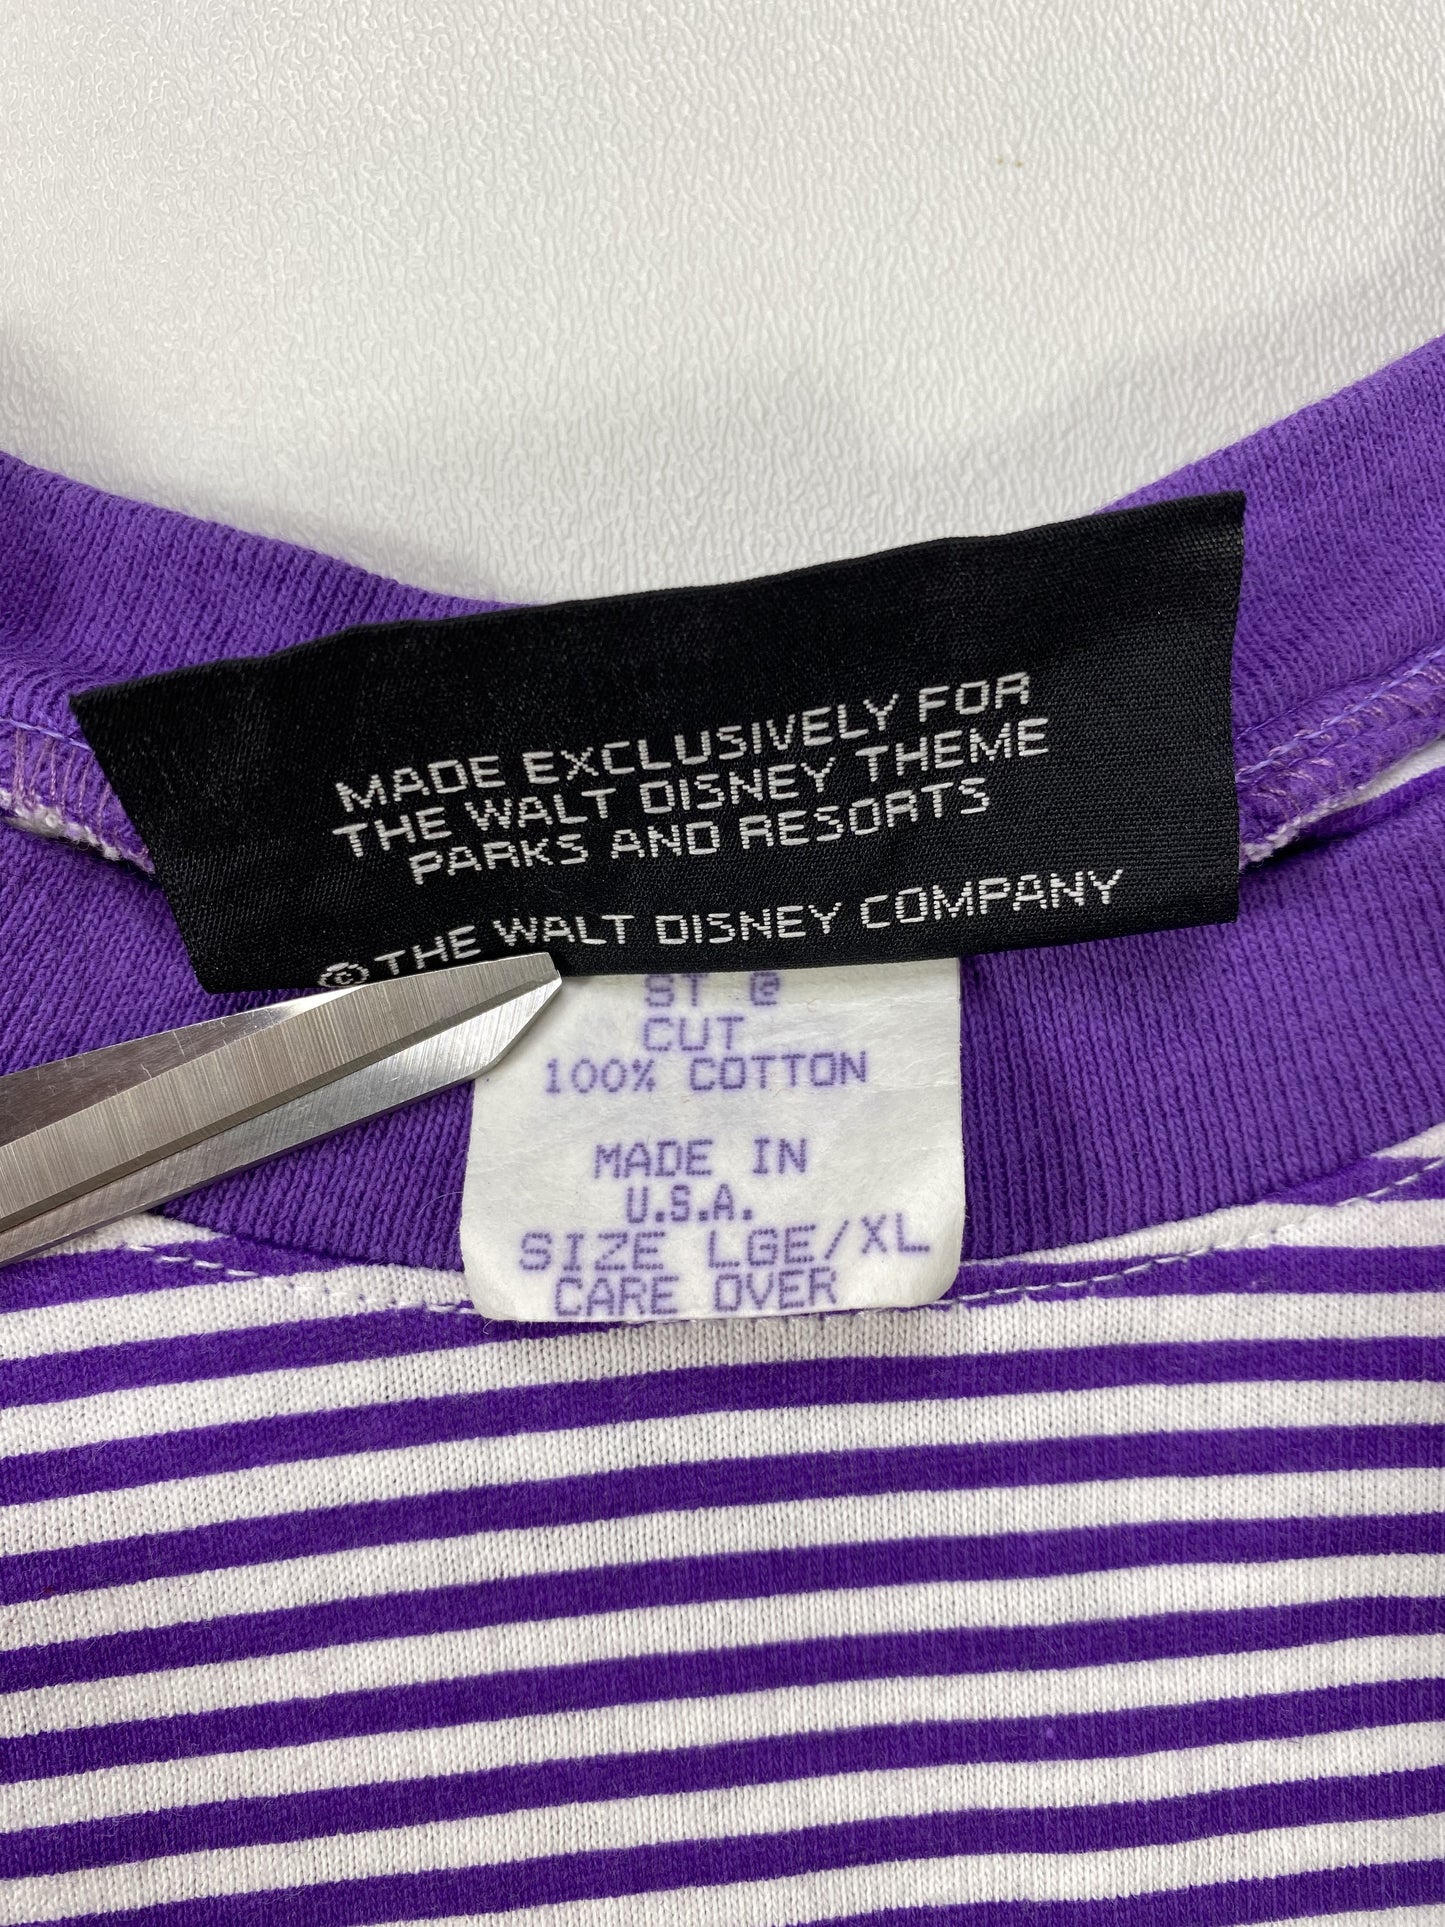 MADE EXCLUSIVELY FOR
THE WALT DISNEY THEME
PARKS AND RESORTS
© THE WALT DISNEY COMPANY
ST @
CUT
100% COTTON
MADE IN
U.S.A.
SIZE LGE/XL
CARE OVER